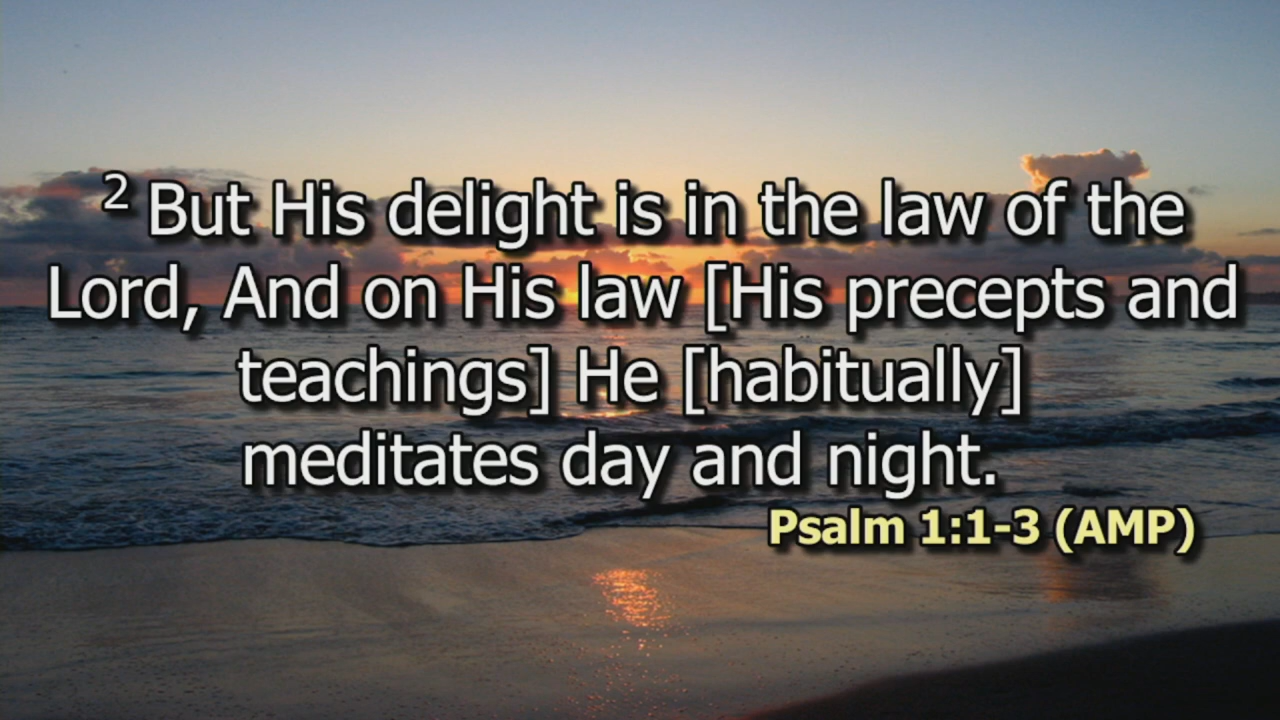 2 But His delight is in the law of the
Lord, And on His law [His precepts and
teachings] He [habitually]
meditates day and night.
Psalm 1:1-3 (AMP)